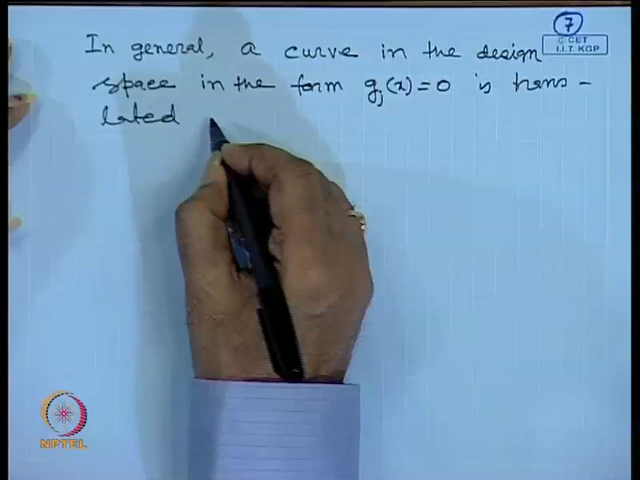 7
© CET
I.I.T. KGP
In general, a curve in the design
space in the form gj(x)=0 is trans-
lated
NPTEL